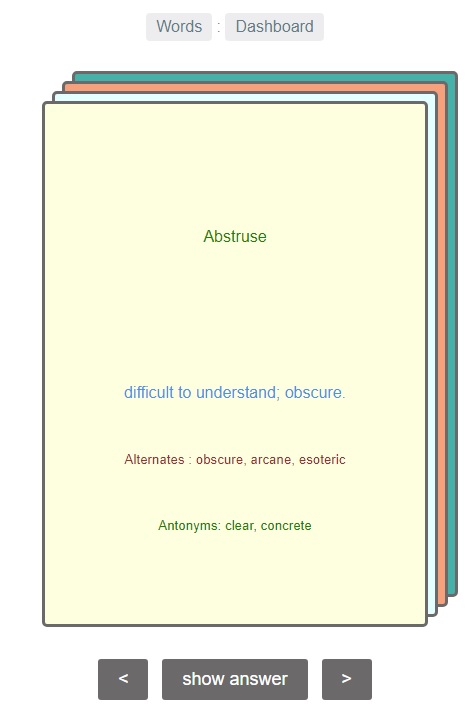 Words : Dashboard
Abstruse
difficult to understand; obscure.
Alternates : obscure, arcane, esoteric
Antonyms: clear, concrete
< show answer >